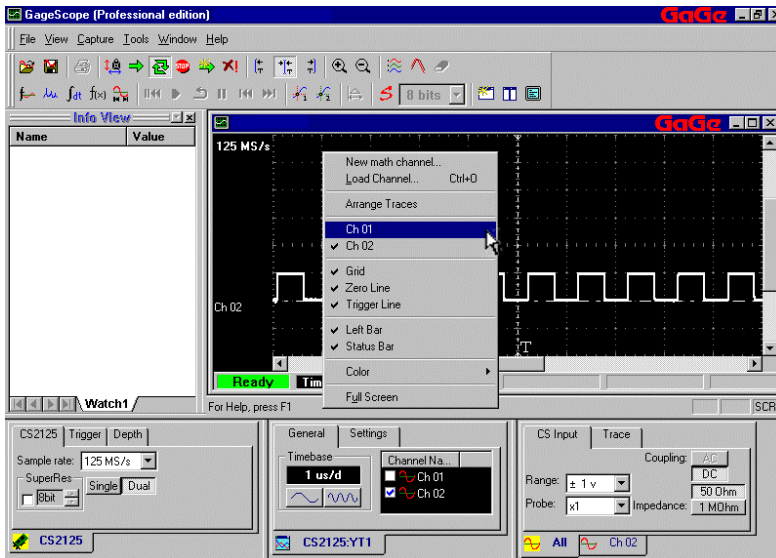 GageScope (Professional edition)
GaGe
File View Capture Tools Window Help
8 bits
Info View
Name Value
GaGe
125 MS/s
New math channel...
Load Channel... Ctrl+O
Arrange Traces
Ch 01
Ch 02
Grid
Zero Line
Trigger Line
Left Bar
Status Bar
Color
Full Screen
Ch 02
T
Ready Tim
Watch1
For Help, press F1
SCR
CS2125 Trigger Depth
Sample rate: 125 MS/s
SuperRes
8bit
Single Dual
CS2125
General Settings
Timebase
1 us/d
Channel Na...
Ch 01
Ch 02
CS2125:YT1
CS Input Trace
Coupling: AC
DC
Range: ± 1 v
50 Ohm
Probe: x1
Impedance: 1 MOhm
All Ch 02